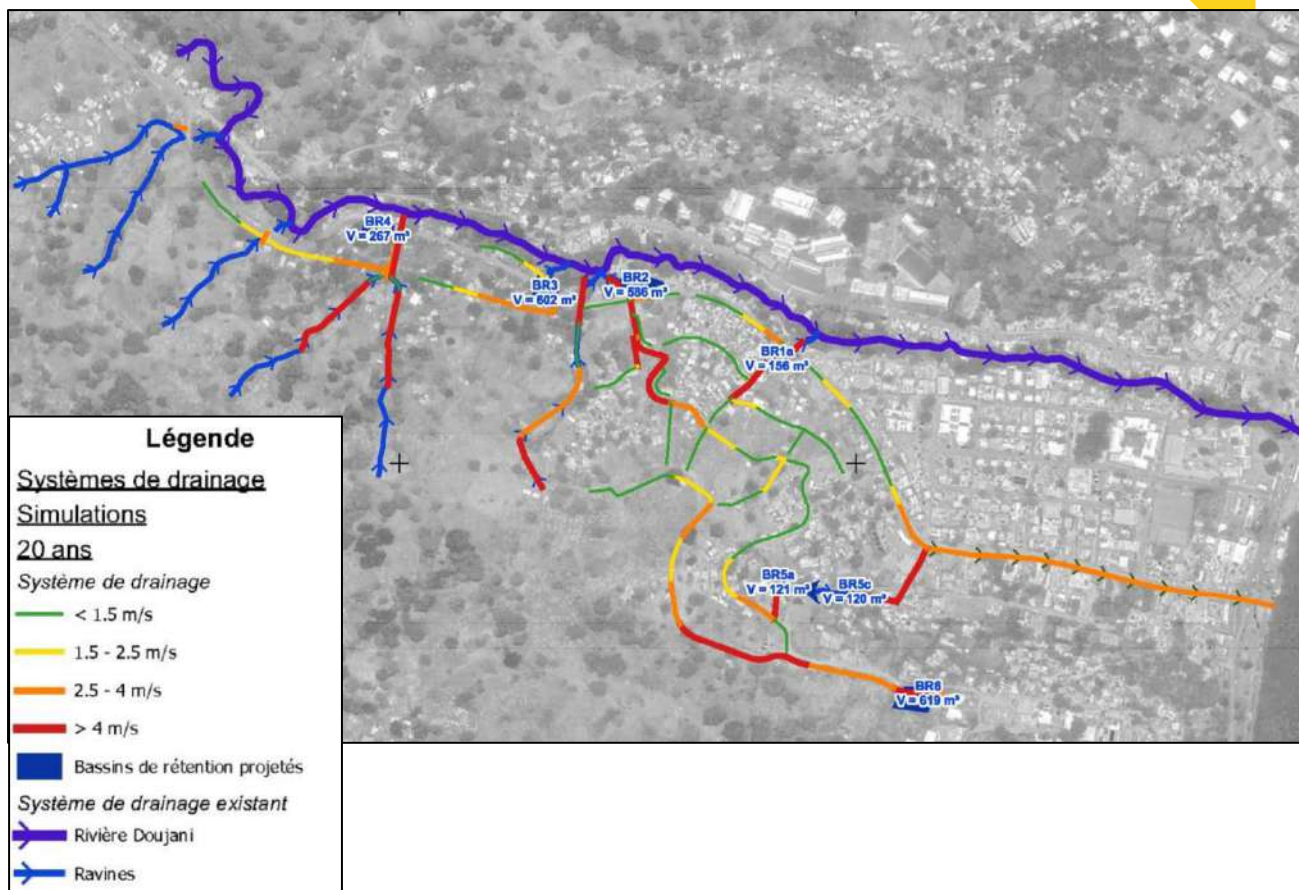 BR4
V = 267 m³
BR3
V = 602 m³
BR2
V = 586 m³
BR1a
V = 156 m³
BR5a
V = 121 m³
BR5c
V = 120 m³
BR6
V = 619 m³
Légende
Systèmes de drainage
Simulations
20 ans
Système de drainage
< 1.5 m/s
1.5 - 2.5 m/s
2.5 - 4 m/s
> 4 m/s
Bassins de rétention projetés
Système de drainage existant
Rivière Doujani
Ravines